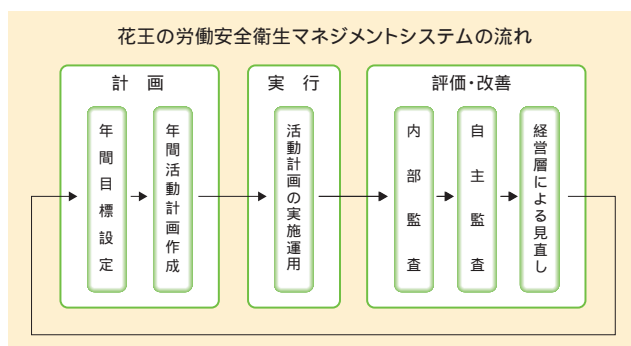 花王の労働安全衛生マネジメントシステムの流れ
計　画
年間目標設定
年間活動計画作成
実　行
活動計画の実施運用
評価・改善
内部監査
自主監査
経営層による見直し